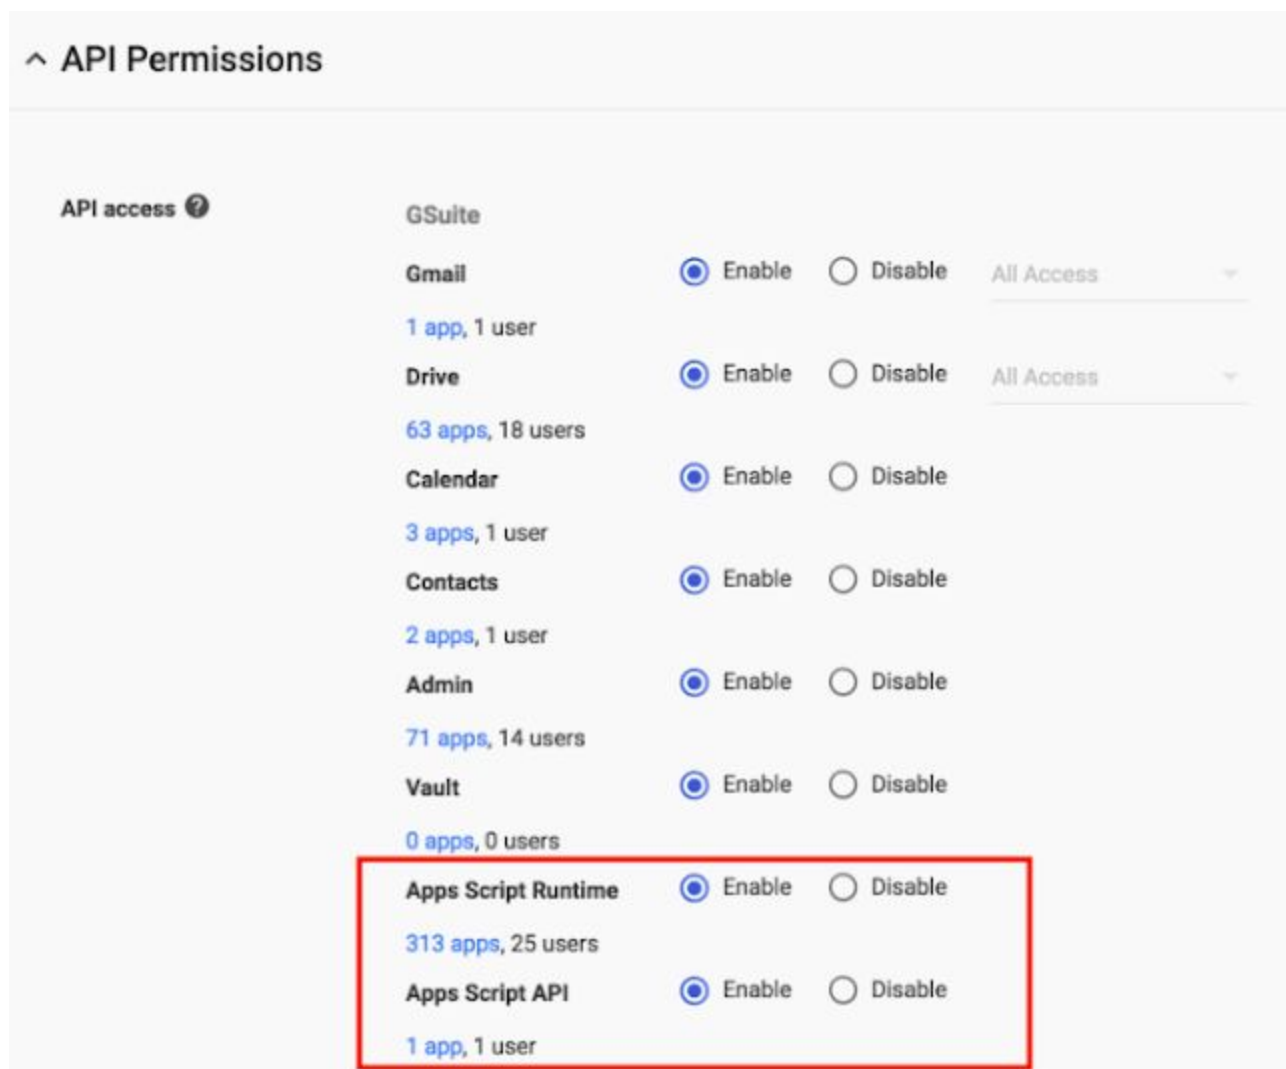 API Permissions
API access ?
GSuite
Gmail Enable Disable All Access
1 app, 1 user
Drive Enable Disable All Access
63 apps, 18 users
Calendar Enable Disable
3 apps, 1 user
Contacts Enable Disable
2 apps, 1 user
Admin Enable Disable
71 apps, 14 users
Vault Enable Disable
0 apps, 0 users
Apps Script Runtime Enable Disable
313 apps, 25 users
Apps Script API Enable Disable
1 app, 1 user